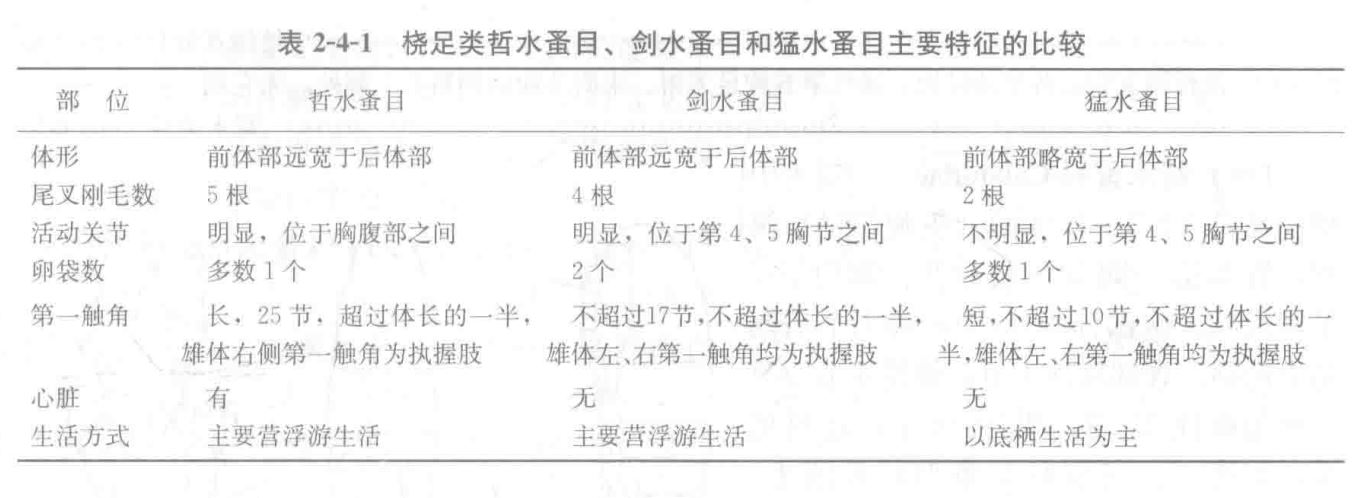 表 2-4-1 桡足类哲水蚤目、剑水蚤目和猛水蚤目主要特征的比较
部 位 哲水蚤目 剑水蚤目 猛水蚤目
体形 前体部远宽于后体部 前体部远宽于后体部 前体部略宽于后体部
尾叉刚毛数 5 根 4 根 2 根
活动关节 明显，位于胸腹部之间 明显，位于第 4、5 胸节之间 不明显，位于第 4、5 胸节之间
卵袋数 多数 1 个 2 个 多数 1 个
第一触角 长，25 节，超过体长的一半， 不超过17节，不超过体长的一半， 短，不超过10节，不超过体长的一
雄体右侧第一触角为执握肢 雄体左、右第一触角均为执握肢 半，雄体左、右第一触角均为执握肢
心脏 有 无 无
生活方式 主要营浮游生活 主要营浮游生活 以底栖生活为主